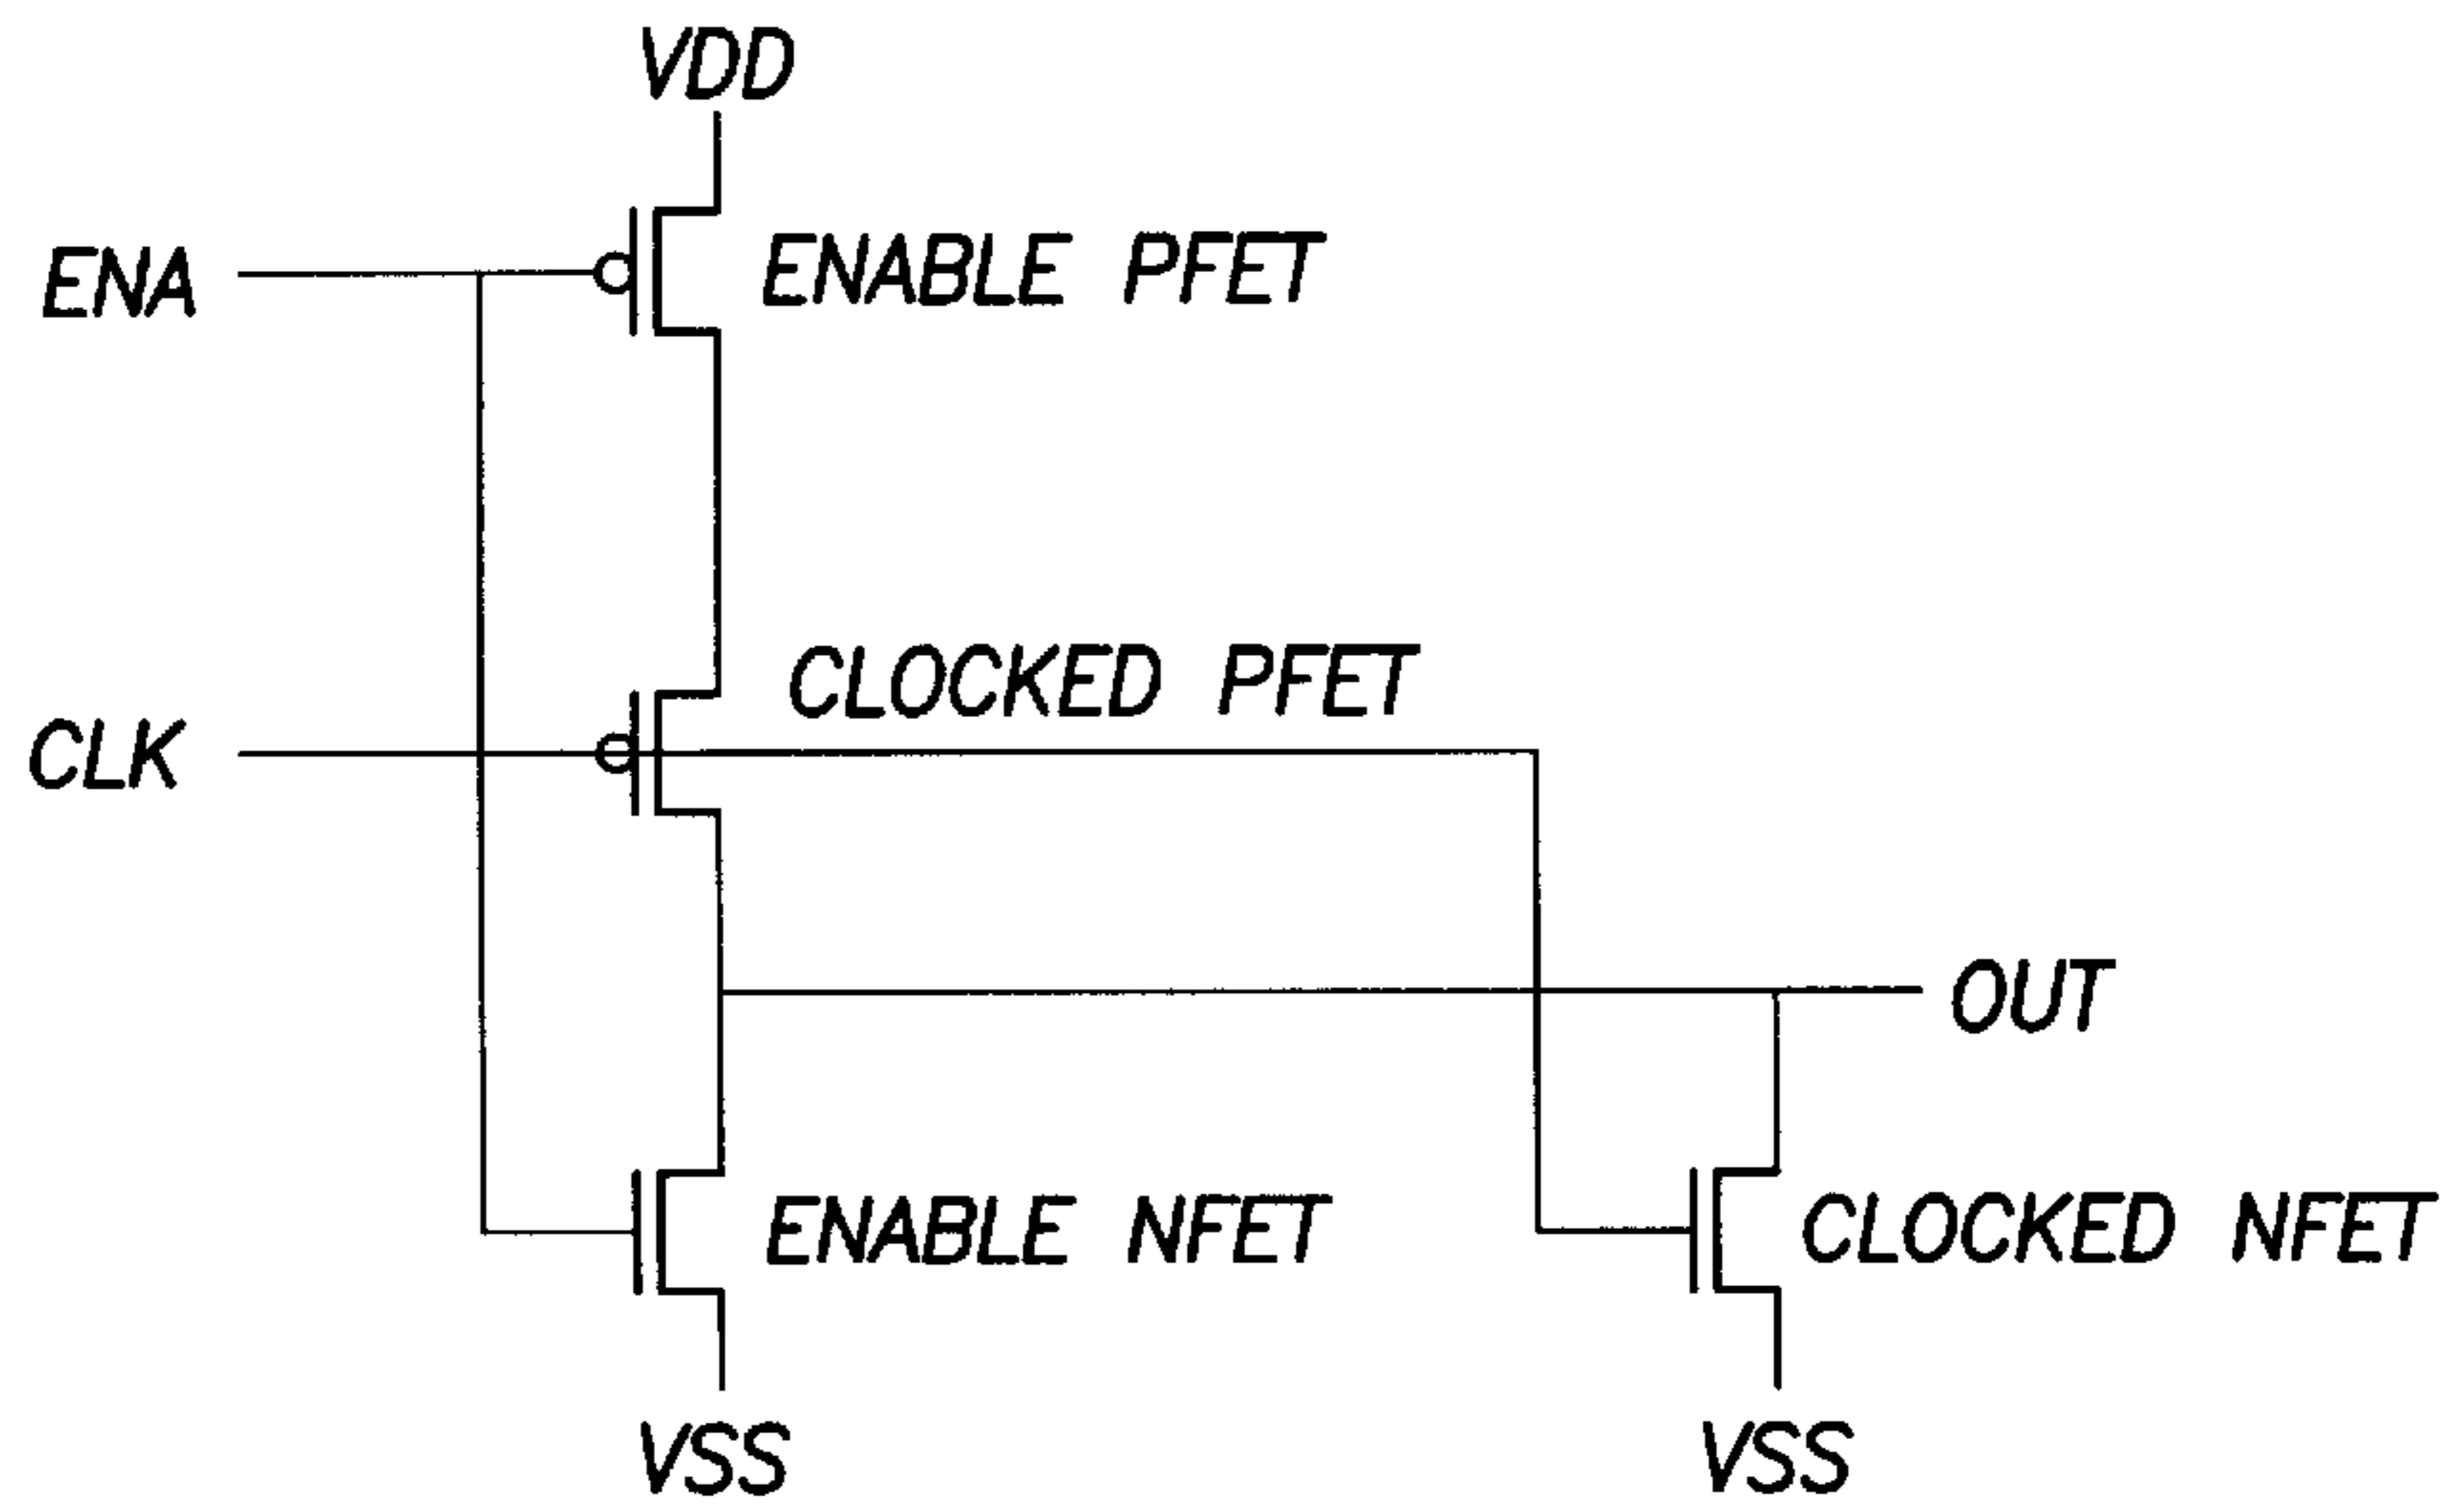 VDD
ENA
ENABLE PFET
CLOCKED PFET
CLK
OUT
ENABLE NFET
CLOCKED NFET
VSS
VSS